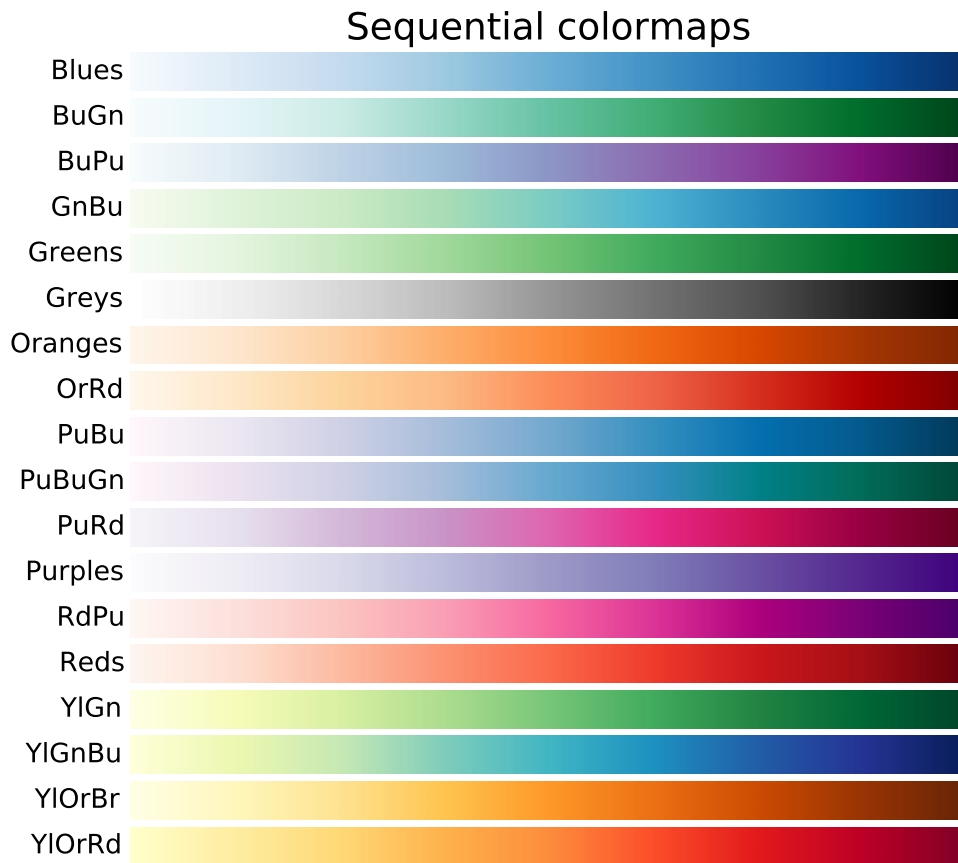 Sequential colormaps
Blues
BuGn
BuPu
GnBu
Greens
Greys
Oranges
OrRd
PuBu
PuBuGn
PuRd
Purples
RdPu
Reds
YlGn
YlGnBu
YlOrBr
YlOrRd